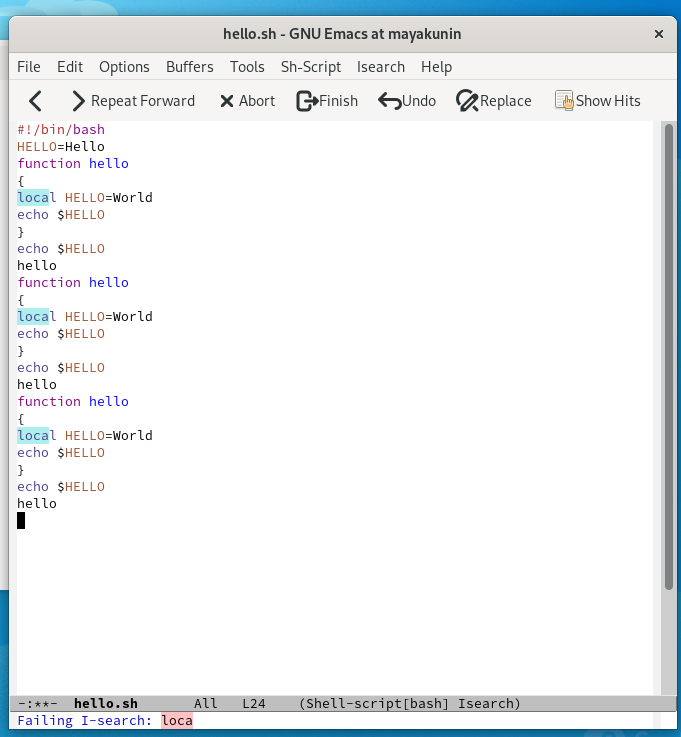 hello.sh - GNU Emacs at mayakunin ×
File Edit Options Buffers Tools Sh-Script Isearch Help
Repeat Forward Abort Finish Undo Replace Show Hits
#!/bin/bash
HELLO=Hello
function hello
{
local HELLO=World
echo $HELLO
}
echo $HELLO
hello
function hello
{
local HELLO=World
echo $HELLO
}
echo $HELLO
hello
function hello
{
local HELLO=World
echo $HELLO
}
echo $HELLO
hello
-:**- hello.sh All L24 (Shell-script[bash] Isearch)
Failing I-search: loca